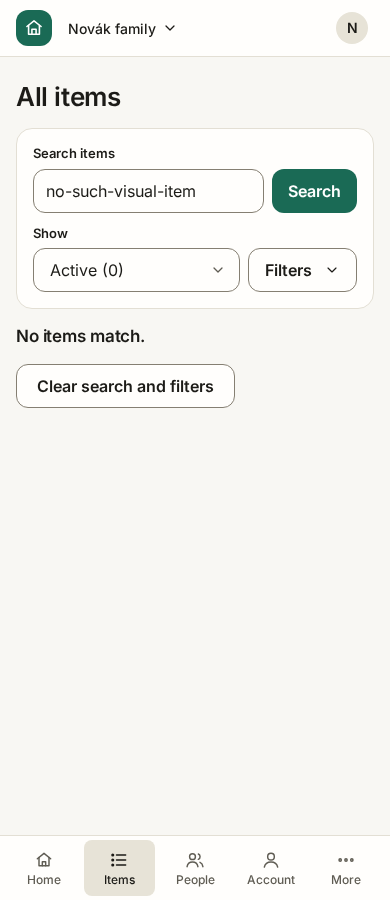 Novák family
N
All items
Search items
no-such-visual-item
Search
Show
Active (0)
Filters
No items match.
Clear search and filters
Home
Items
People
Account
More